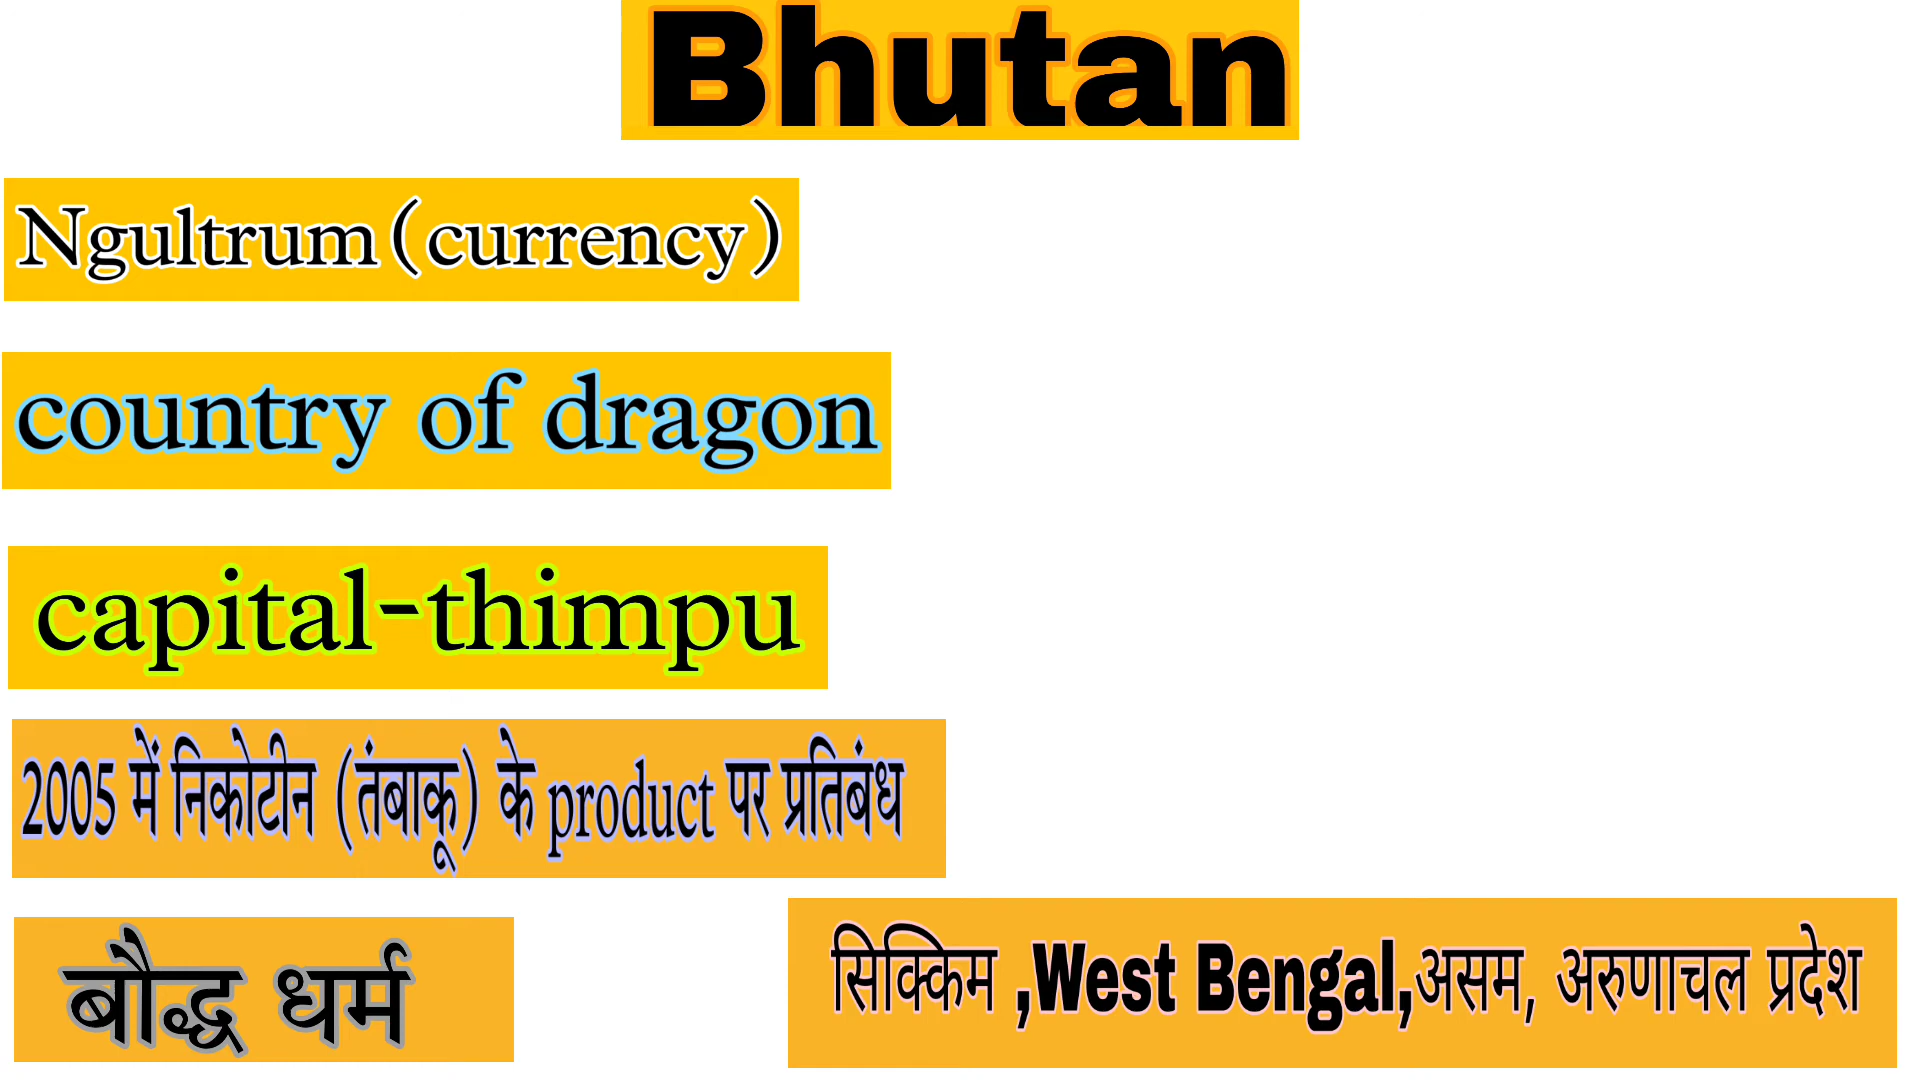 Bhutan
Ngultrum(currency)
country of dragon
capital-thimpu
2005 में निकोटीन (तंबाकू) के product पर प्रतिबंध
बौद्ध धर्म
सिक्किम ,West Bengal,असम, अरुणाचल प्रदेश